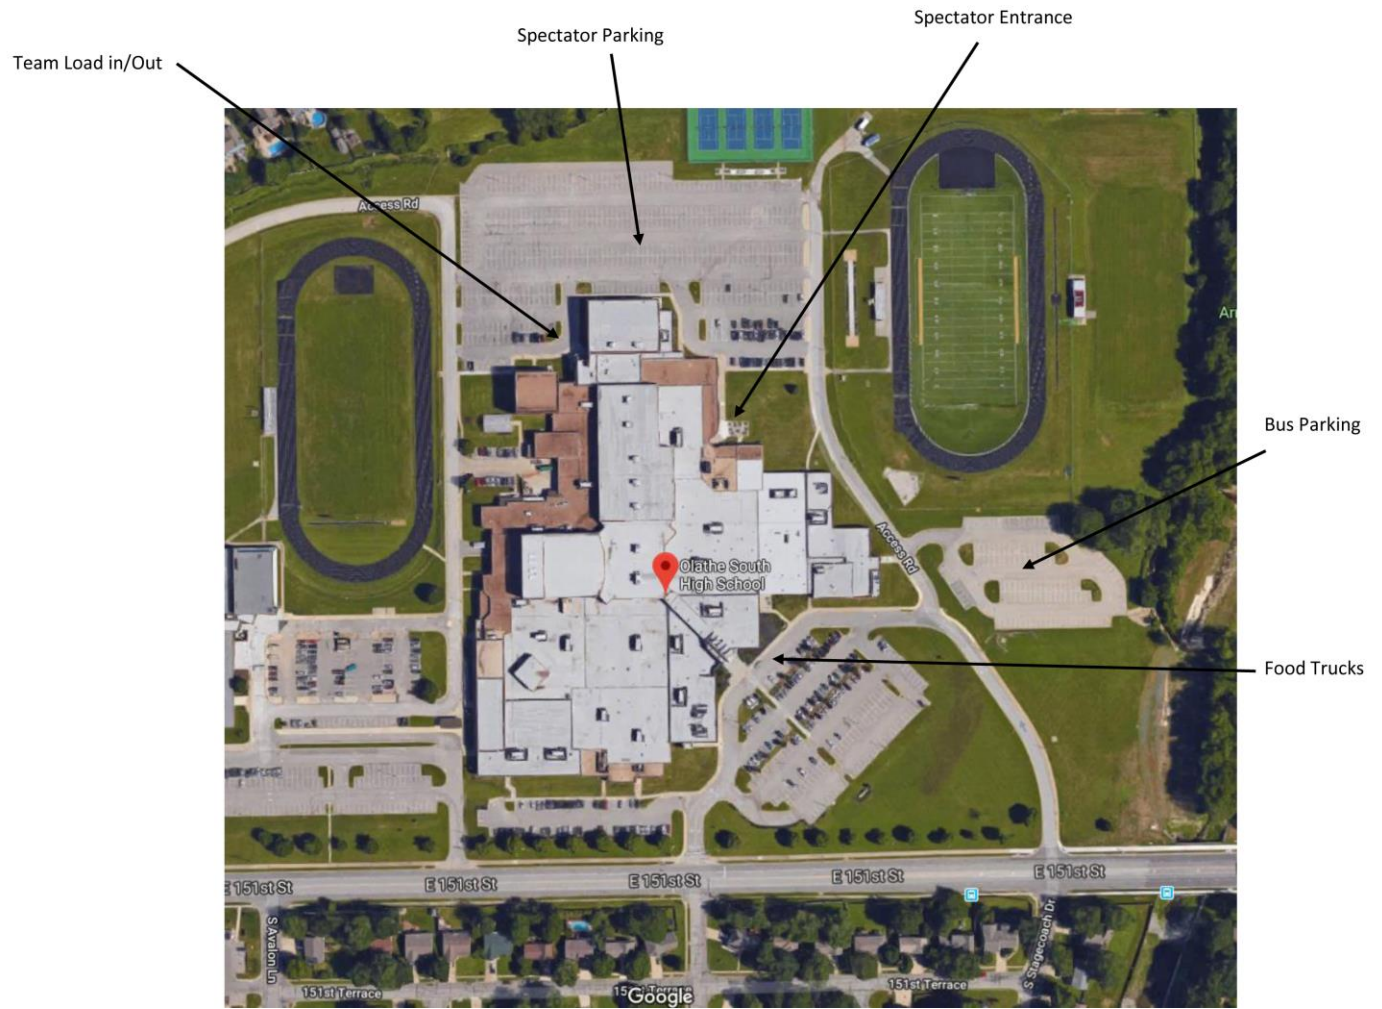 Spectator Entrance
Spectator Parking
Team Load in/Out
Access Rd
Bus Parking
Access Rd
Olathe South
High School
Food Trucks
E 151st St
E 151st St
E 151st St
E 151st St
E 151st St
S Avalon Ln
S Stagecoach Dr
151st Terrace
151st Terrace
Google